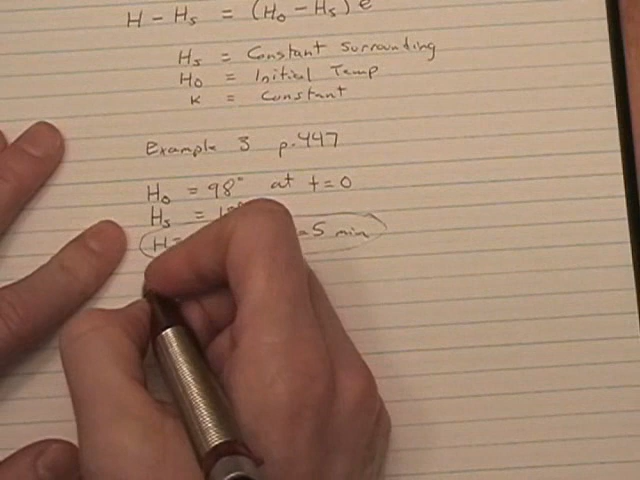 H - Hs = (Ho - Hs) e
Hs = Constant Surrounding
Ho = Initial Temp
K = Constant
Example 3 p.447
Ho = 98° at t=0
Hs =
H= =5 min